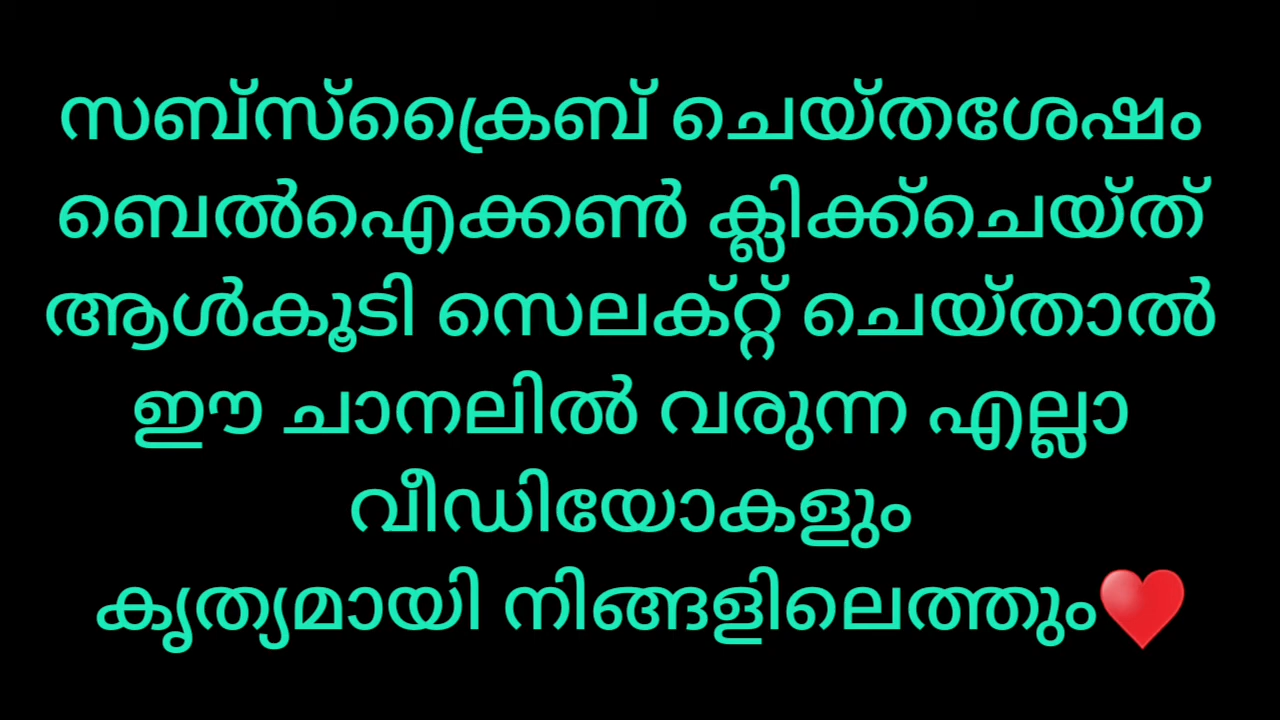 സബ്സ്ക്രൈബ് ചെയ്തശേഷം
ബെൽഐക്കൺ ക്ലിക്ക്ചെയ്ത്
ആൾകൂടി സെലക്റ്റ് ചെയ്താൽ
ഈ ചാനലിൽ വരുന്ന എല്ലാ
വീഡിയോകളും
കൃത്യമായി നിങ്ങളിലെത്തും♥️